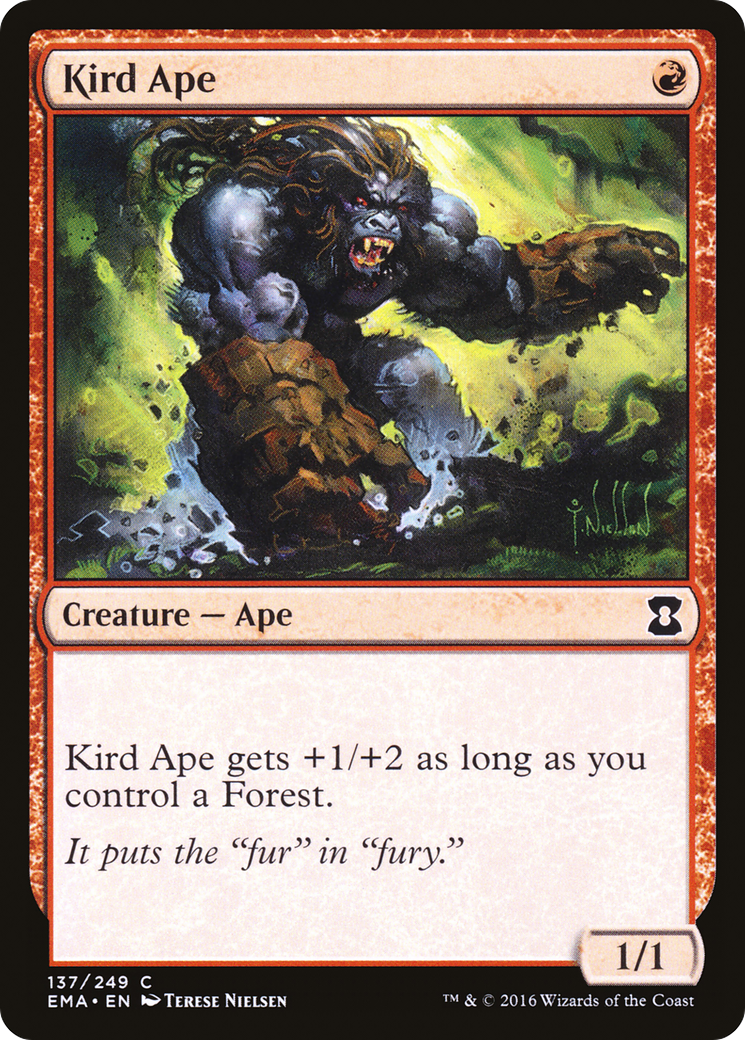 Kird Ape
T. Nielsen
Creature — Ape
Kird Ape gets +1/+2 as long as you
control a Forest.
It puts the “fur” in “fury.”
1/1
137/249 C
EMA • EN Terese Nielsen
™ & © 2016 Wizards of the Coast